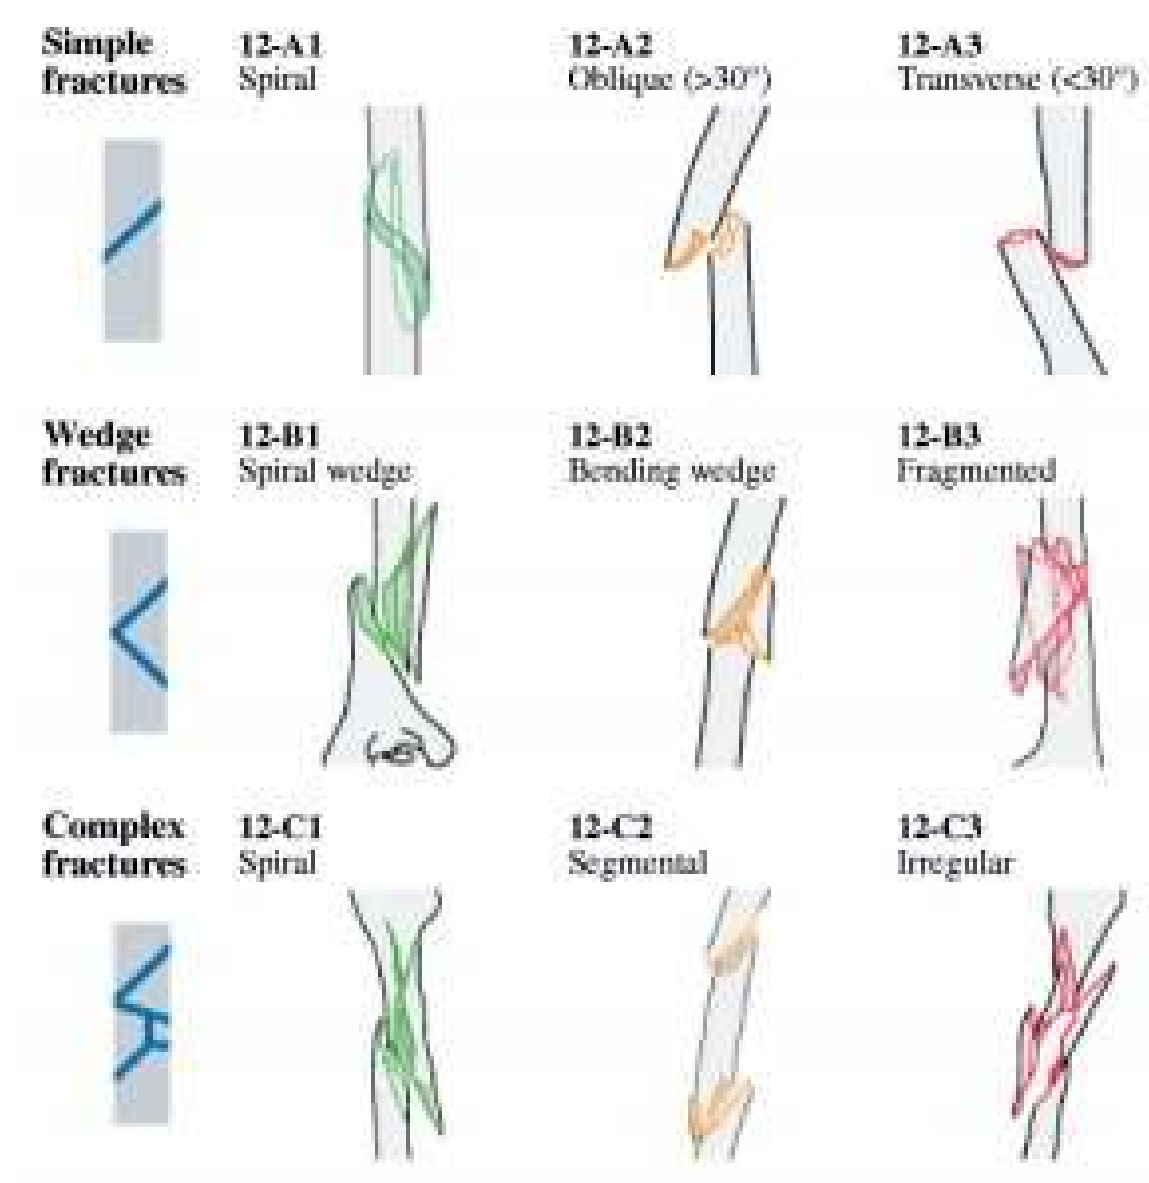 Simple
fractures
12-A1
Spiral
12-A2
Oblique (>30°)
12-A3
Transverse (<30°)
Wedge
fractures
12-B1
Spiral wedge
12-B2
Bending wedge
12-B3
Fragmented
Complex
fractures
12-C1
Spiral
12-C2
Segmental
12-C3
Irregular